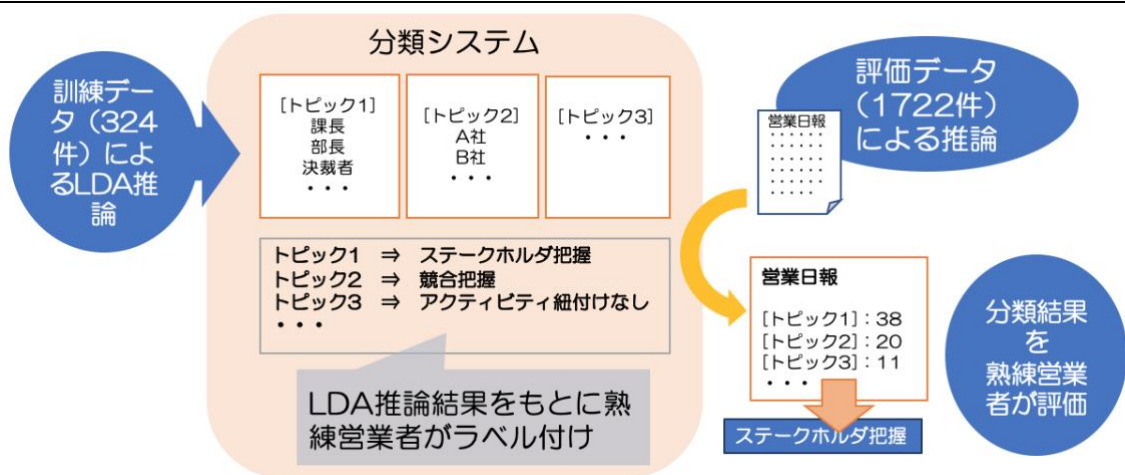 分類システム
訓練デー
タ（324
件）によ
るLDA推
論
[トピック1]
課長
部長
決裁者
・・・
[トピック2]
A社
B社
・・・
[トピック3]
・・・
トピック1 ⇒ ステークホルダ把握
トピック2 ⇒ 競合把握
トピック3 ⇒ アクティビティ紐付けなし
・・・
LDA推論結果をもとに熟
練営業者がラベル付け
評価データ
（1722件）
による推論
営業日報
営業日報
[トピック1]：38
[トピック2]：20
[トピック3]：11
・・・
ステークホルダ把握
分類結果
を
熟練営業
者が評価